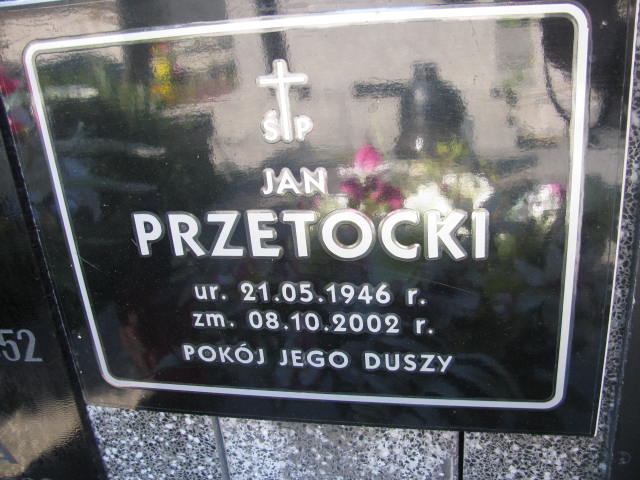 ŚP
JAN
PRZETOCKI
ur. 21.05.1946 r.
zm. 08.10.2002 r.
POKÓJ JEGO DUSZY
52